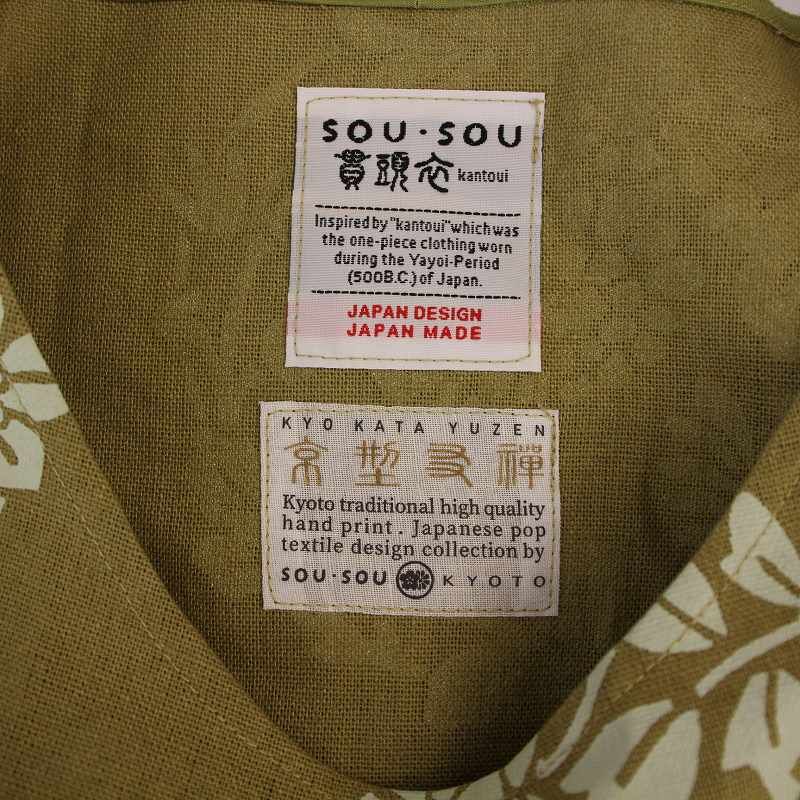 SOU・SOU
貫頭衣 kantoui
Inspired by "kantoui" which was
the one-piece clothing worn
during the Yayoi-Period
(500B.C.) of Japan.
JAPAN DESIGN
JAPAN MADE
KYO KATA YUZEN
京型友禅
Kyoto traditional high quality
hand print. Japanese pop
textile design collection by
SOU・SOU KYOTO